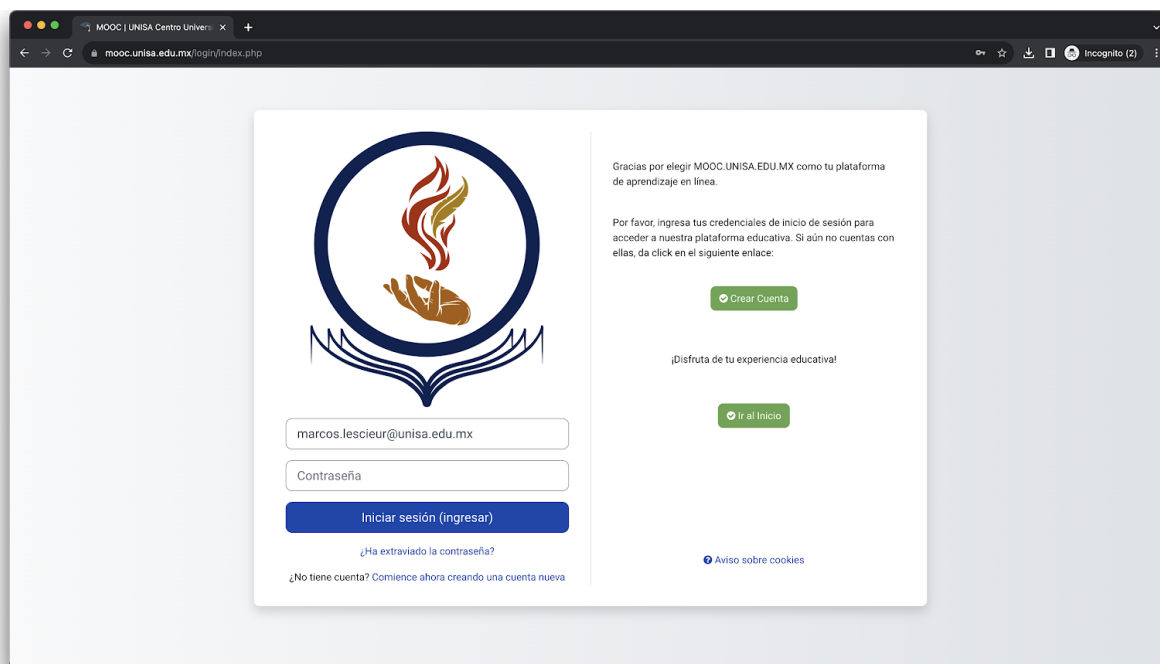 MOOC | UNISA Centro Univers
mooc.unisa.edu.mx/login/index.php
Incognito (2)
marcos.lescieur@unisa.edu.mx
Contraseña
Iniciar sesión (ingresar)
¿Ha extraviado la contraseña?
¿No tiene cuenta? Comience ahora creando una cuenta nueva
Gracias por elegir MOOC.UNISA.EDU.MX como tu plataforma
de aprendizaje en línea.
Por favor, ingresa tus credenciales de inicio de sesión para
acceder a nuestra plataforma educativa. Si aún no cuentas con
ellas, da click en el siguiente enlace:
Crear Cuenta
¡Disfruta de tu experiencia educativa!
Ir al Inicio
Aviso sobre cookies